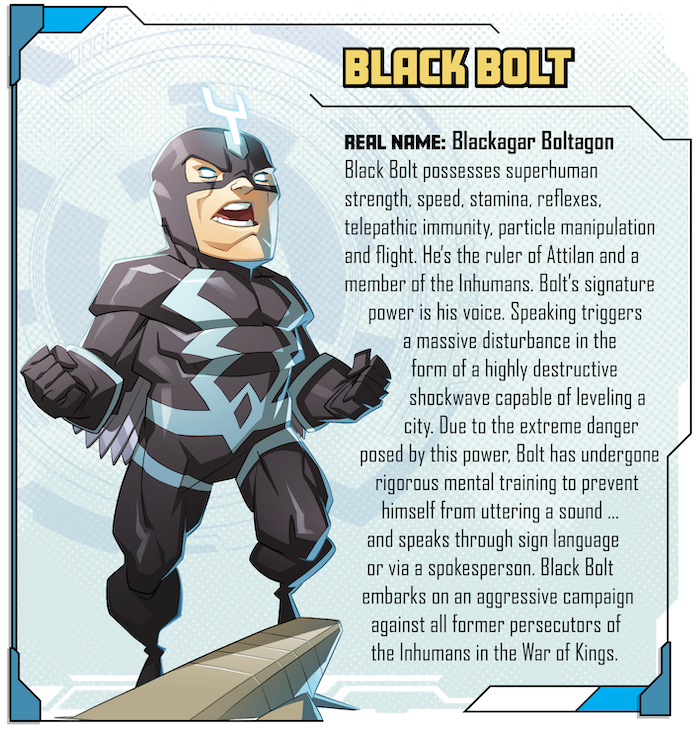 BLACK BOLT
REAL NAME: Blackagar Boltagon
Black Bolt possesses superhuman
strength, speed, stamina, reflexes,
telepathic immunity, particle manipulation
and flight. He's the ruler of Attilan and a
member of the Inhumans. Bolt's signature
power is his voice. Speaking triggers
a massive disturbance in the
form of a highly destructive
shockwave capable of leveling a
city. Due to the extreme danger
posed by this power, Bolt has undergone
rigorous mental training to prevent
himself from uttering a sound ...
and speaks through sign language
or via a spokesperson. Black Bolt
embarks on an aggressive campaign
against all former persecutors of
the Inhumans in the War of Kings.